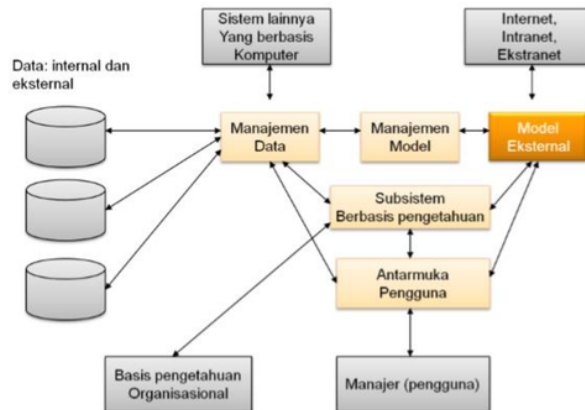 Sistem lainnya
Yang berbasis
Komputer
Internet,
Intranet,
Ekstranet
Data: internal dan
eksternal
Manajemen
Data
Manajemen
Model
Model
Eksternal
Subsistem
Berbasis pengetahuan
Antarmuka
Pengguna
Basis pengetahuan
Organisasional
Manajer (pengguna)